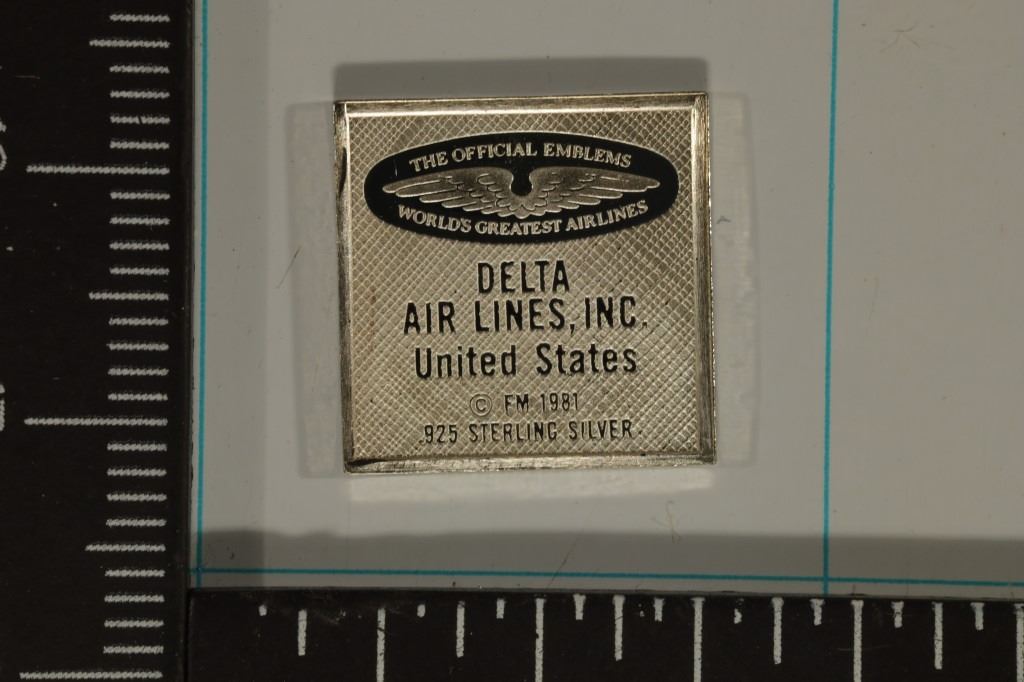 THE OFFICIAL EMBLEMS
WORLD'S GREATEST AIRLINES
DELTA
AIR LINES, INC.
United States
© FM 1981
.925 STERLING SILVER